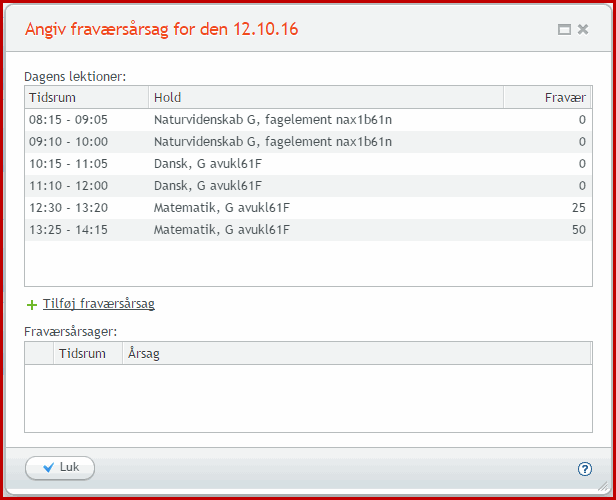 Angiv fraværsårsag for den 12.10.16
Dagens lektioner:
Tidsrum Hold Fravær
08:15 - 09:05 Naturvidenskab G, fagelement nax1b61n 0
09:10 - 10:00 Naturvidenskab G, fagelement nax1b61n 0
10:15 - 11:05 Dansk, G avukl61F 0
11:10 - 12:00 Dansk, G avukl61F 0
12:30 - 13:20 Matematik, G avukl61F 25
13:25 - 14:15 Matematik, G avukl61F 50
Tilføj fraværsårsag
Fraværsårsager:
Tidsrum Årsag
Luk ?